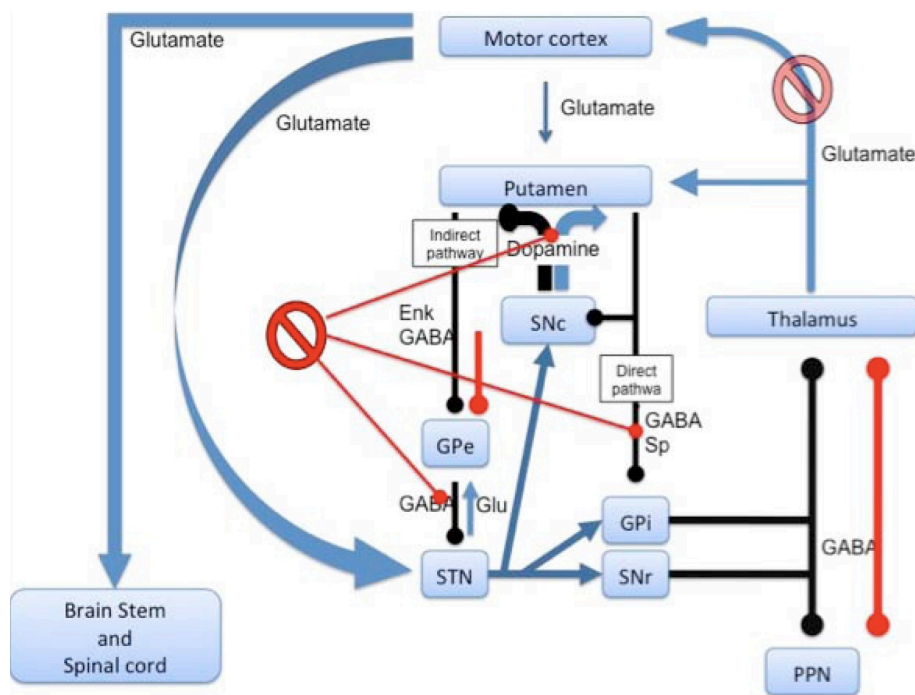 Motor cortex
Glutamate
Glutamate
Glutamate
Glutamate
Putamen
Indirect
pathway
Dopamine
Enk
GABA
SNc
Thalamus
Direct
pathwa
GABA
Sp
GPe
GABA
Glu
GPi
GABA
STN
SNr
Brain Stem
and
Spinal cord
PPN